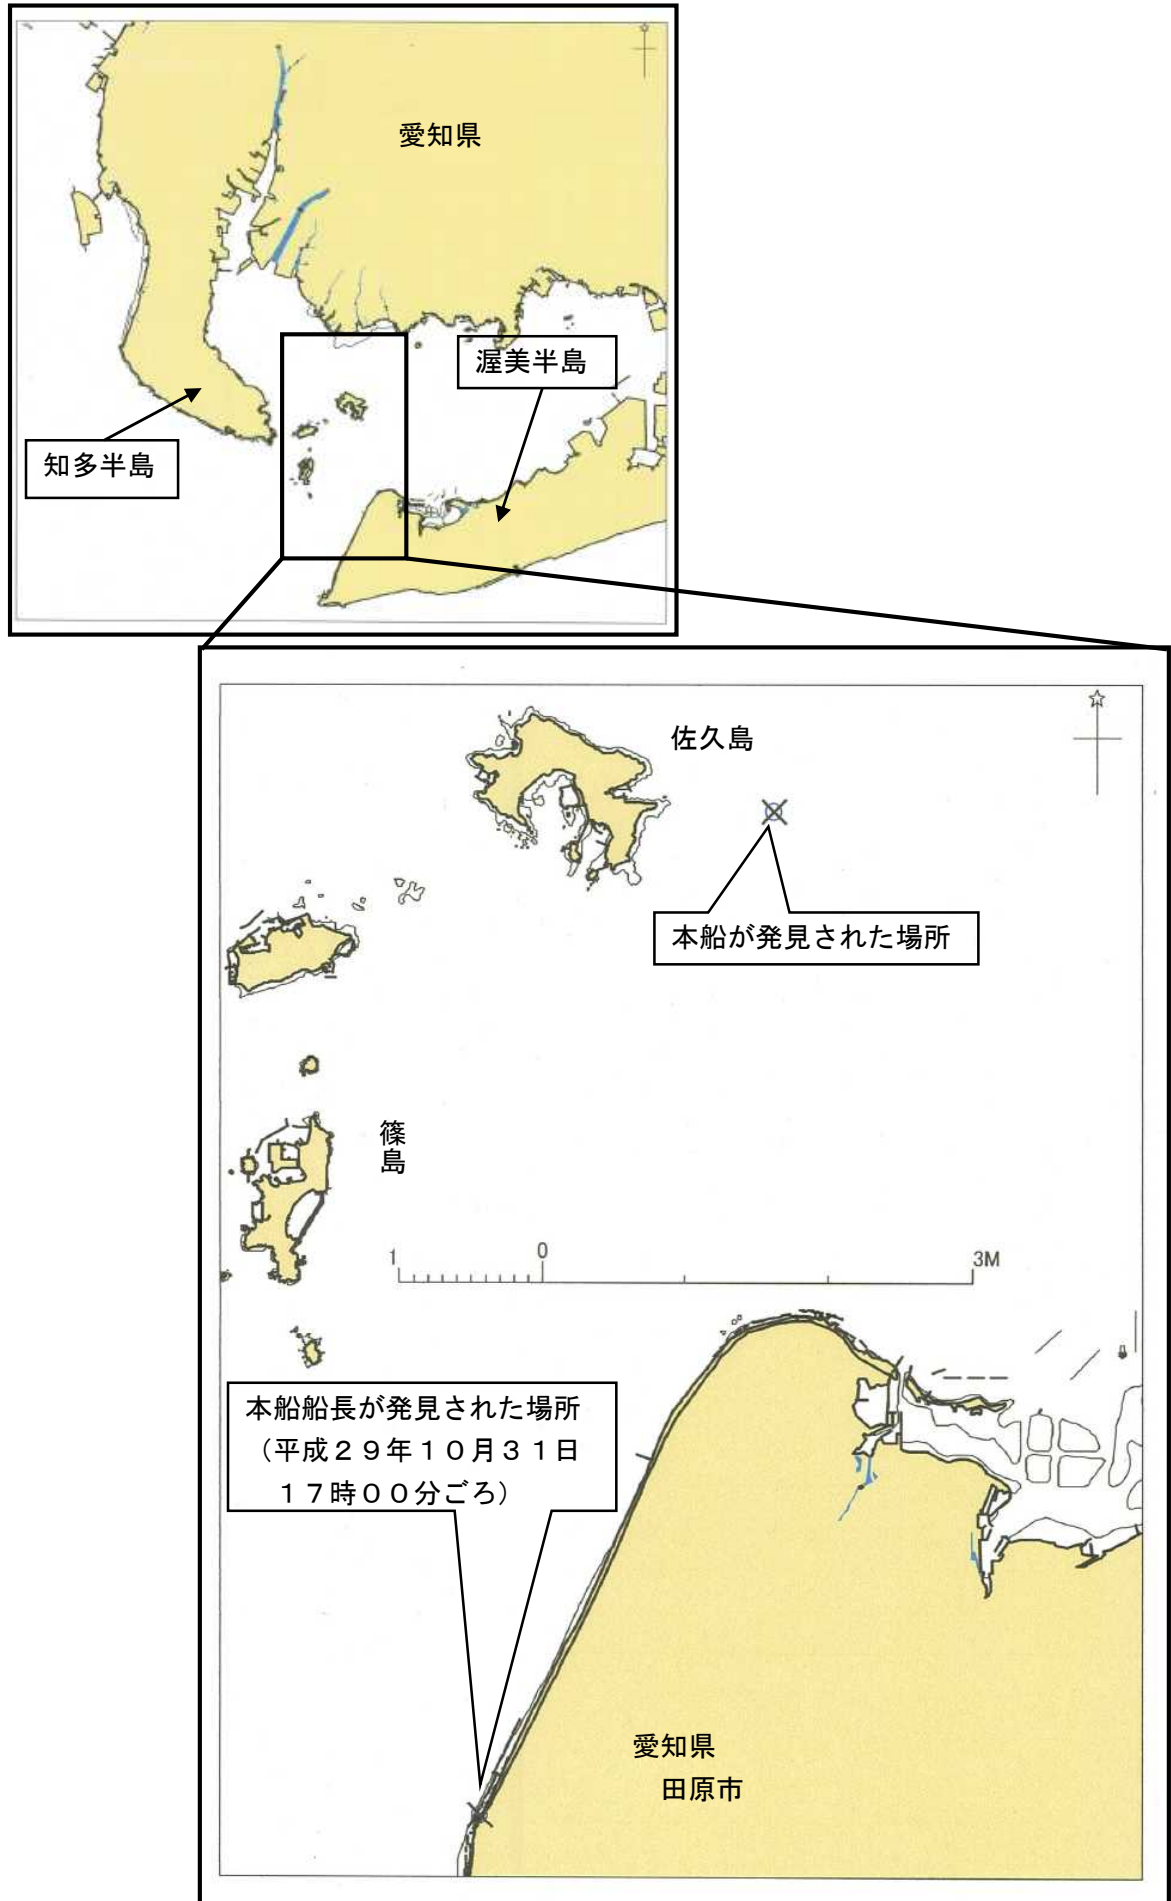 愛知県
渥美半島
知多半島
佐久島
本船が発見された場所
篠島
1 0 3M
本船船長が発見された場所
(平成29年10月31日
17時00分ごろ)
愛知県
田原市